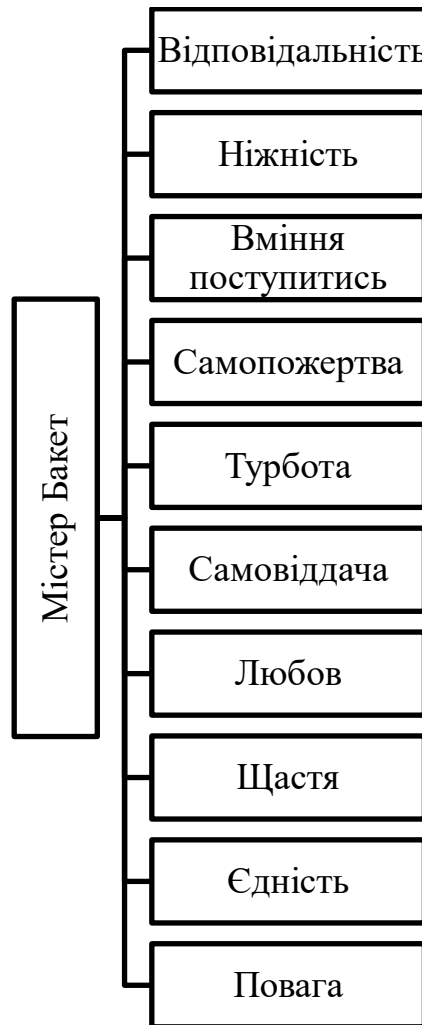 Містер Бакет
Відповідальність
Ніжність
Вміння
поступитись
Самопожертва
Турбота
Самовіддача
Любов
Щастя
Єдність
Повага